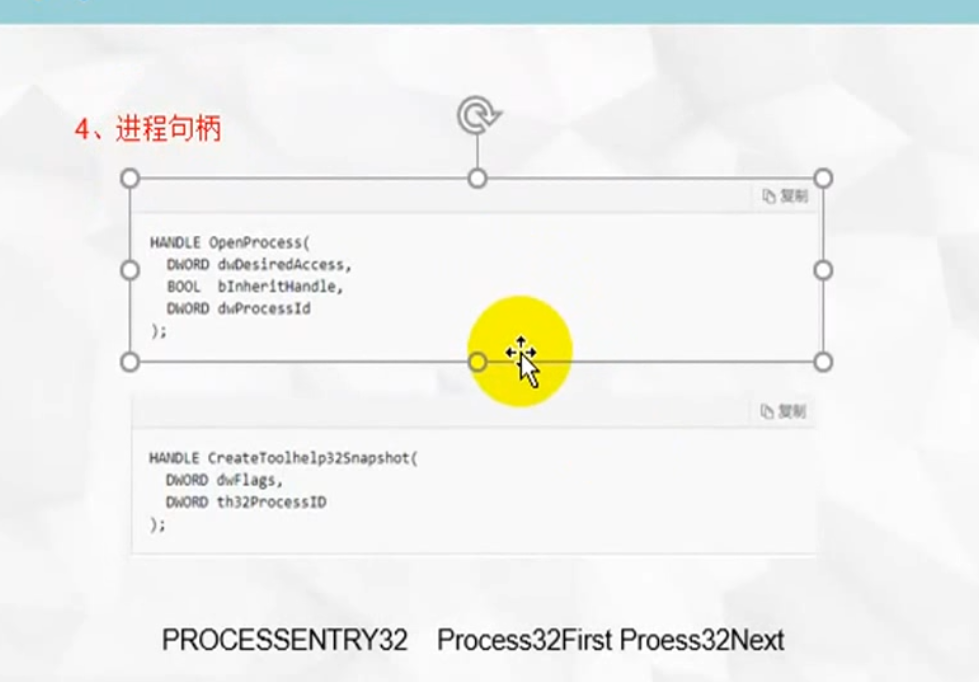 4、进程句柄
复制
HANDLE OpenProcess(
DWORD dwDesiredAccess,
BOOL bInheritHandle,
DWORD dwProcessId
);
复制
HANDLE CreateToolhelp32Snapshot(
DWORD dwFlags,
DWORD th32ProcessID
);
PROCESSENTRY32 Process32First Proess32Next